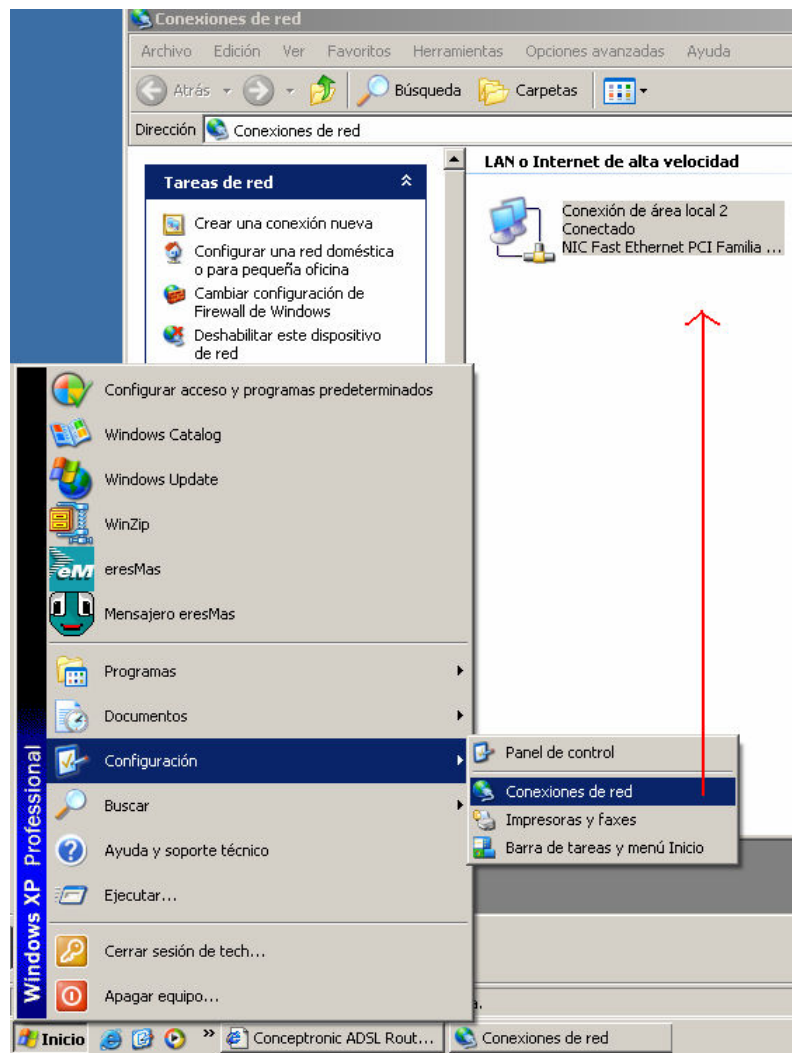 Conexiones de red
Archivo Edición Ver Favoritos Herramientas Opciones avanzadas Ayuda
Atrás Búsqueda Carpetas
Dirección Conexiones de red
Tareas de red
Crear una conexión nueva
Configurar una red doméstica
o para pequeña oficina
Cambiar configuración de
Firewall de Windows
Deshabilitar este dispositivo
de red
LAN o Internet de alta velocidad
Conexión de área local 2
Conectado
NIC Fast Ethernet PCI Familia ...
Configurar acceso y programas predeterminados
Windows Catalog
Windows Update
WinZip
eM eresMas
Mensajero eresMas
Programas
Documentos
Configuración
Buscar
Ayuda y soporte técnico
Ejecutar...
Cerrar sesión de tech...
Apagar equipo...
Windows XP Professional
Panel de control
Conexiones de red
Impresoras y faxes
Barra de tareas y menú Inicio
a.
Inicio » Conceptronic ADSL Rout... Conexiones de red